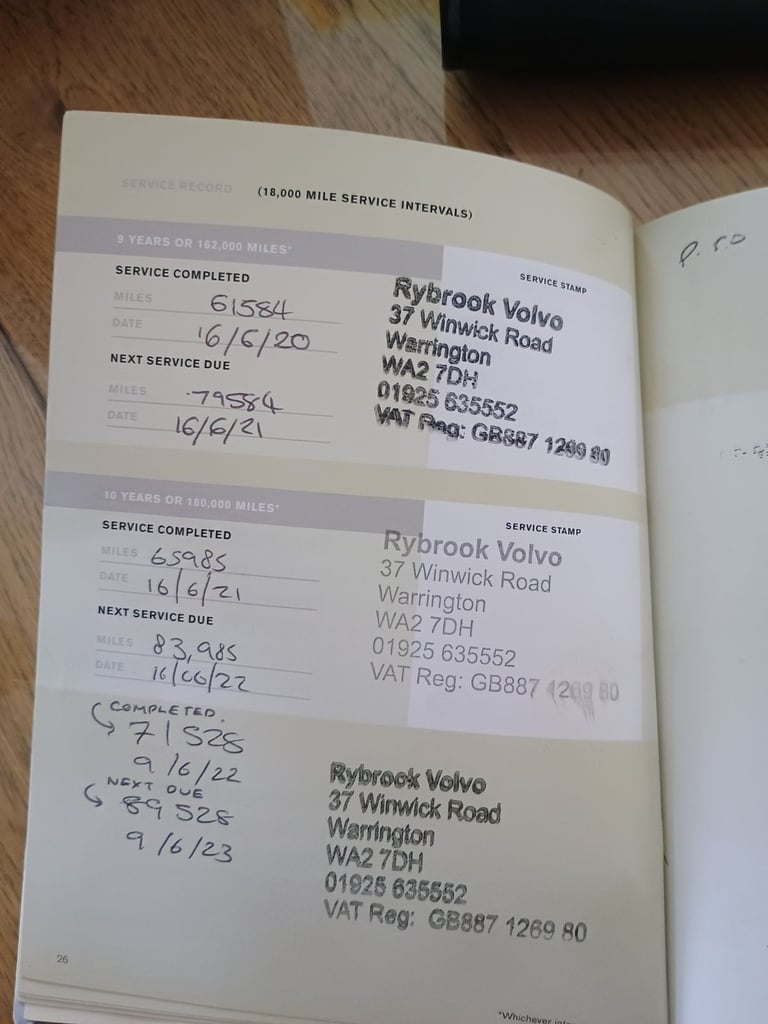 SERVICE RECORD (18,000 MILE SERVICE INTERVALS)
9 YEARS OR 162,000 MILES*
SERVICE COMPLETED
MILES 61584
DATE 16/6/20
NEXT SERVICE DUE
MILES 79584
DATE 16/6/21
SERVICE STAMP
Rybrook Volvo
37 Winwick Road
Warrington
WA2 7DH
01925 635552
VAT Reg: GB887 1269 80
10 YEARS OR 180,000 MILES*
SERVICE COMPLETED
MILES 65985
DATE 16/6/21
NEXT SERVICE DUE
MILES 83,985
DATE 16/06/22
SERVICE STAMP
Rybrook Volvo
37 Winwick Road
Warrington
WA2 7DH
01925 635552
VAT Reg: GB887 1269 80
COMPLETED.
71528
9/6/22
NEXT DUE
89528
9/6/23
Rybrook Volvo
37 Winwick Road
Warrington
WA2 7DH
01925 635552
VAT Reg: GB887 1269 80
26
*Whichever